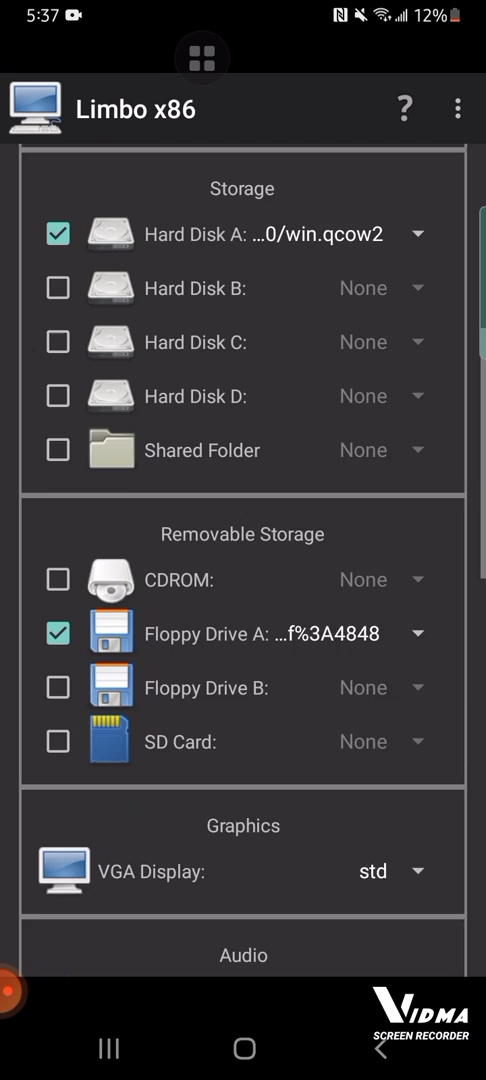 5:37
12%
Limbo x86
?
Storage
Hard Disk A: ...0/win.qcow2
Hard Disk B: None
Hard Disk C: None
Hard Disk D: None
Shared Folder None
Removable Storage
CDROM: None
Floppy Drive A: ...f%3A4848
Floppy Drive B: None
SD Card: None
Graphics
VGA Display: std
Audio
VIDMA
SCREEN RECORDER